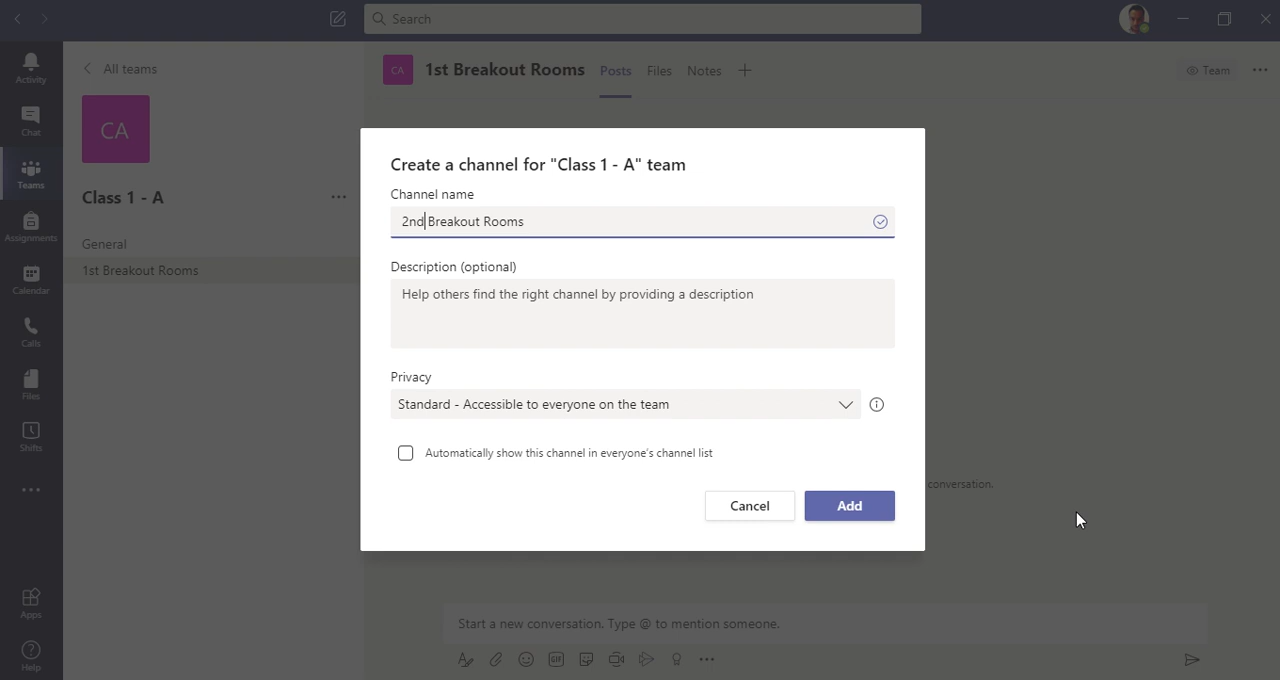 Search
Activity
Chat
Teams
Assignments
Calendar
Calls
Files
Shifts
Apps
Help
All teams
CA
Class 1 - A
General
1st Breakout Rooms
CA
1st Breakout Rooms
Posts
Files
Notes
Team
Create a channel for "Class 1 - A" team
Channel name
2nd Breakout Rooms
Description (optional)
Help others find the right channel by providing a description
Privacy
Standard - Accessible to everyone on the team
Automatically show this channel in everyone's channel list
Cancel
Add
conversation.
Start a new conversation. Type @ to mention someone.
GIF